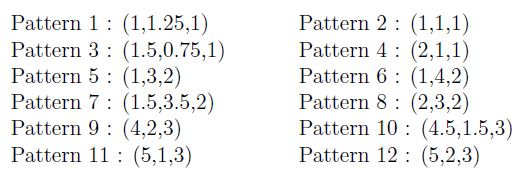 Pattern 1 : (1,1.25,1) Pattern 2 : (1,1,1)
Pattern 3 : (1.5,0.75,1) Pattern 4 : (2,1,1)
Pattern 5 : (1,3,2) Pattern 6 : (1,4,2)
Pattern 7 : (1.5,3.5,2) Pattern 8 : (2,3,2)
Pattern 9 : (4,2,3) Pattern 10 : (4.5,1.5,3)
Pattern 11 : (5,1,3) Pattern 12 : (5,2,3)